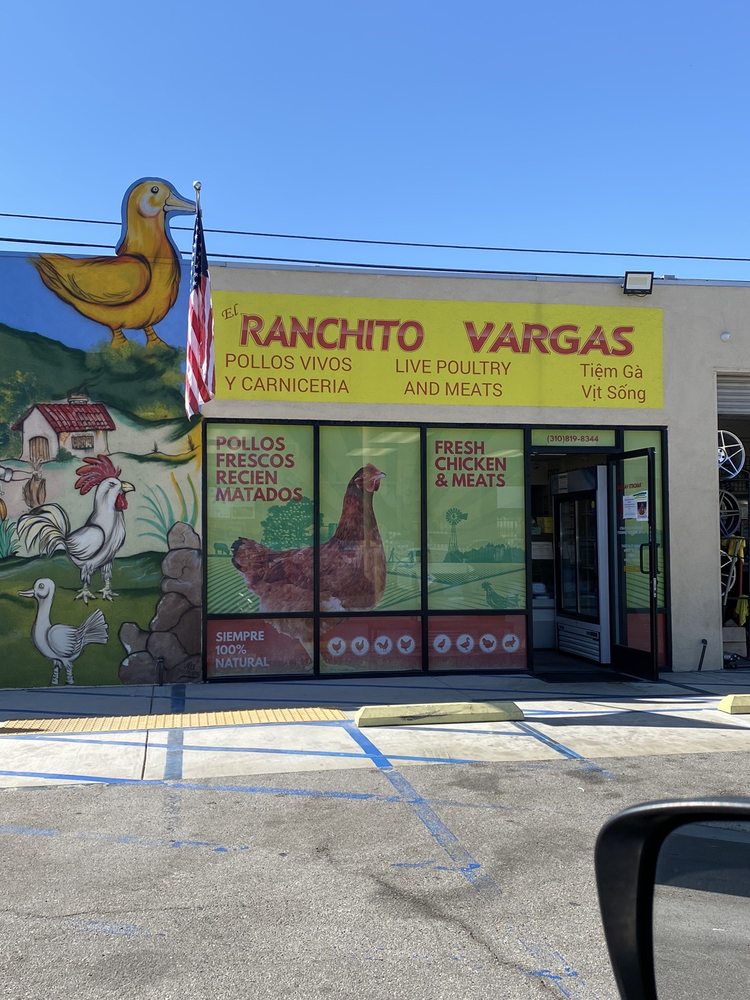 El RANCHITO VARGAS
POLLOS VIVOS
Y CARNICERIA
LIVE POULTRY
AND MEATS
Tiệm Gà
Vịt Sống
(310)819-8344
POLLOS
FRESCOS
RECIEN
MATADOS
FRESH
CHICKEN
& MEATS
SIEMPRE
100%
NATURAL